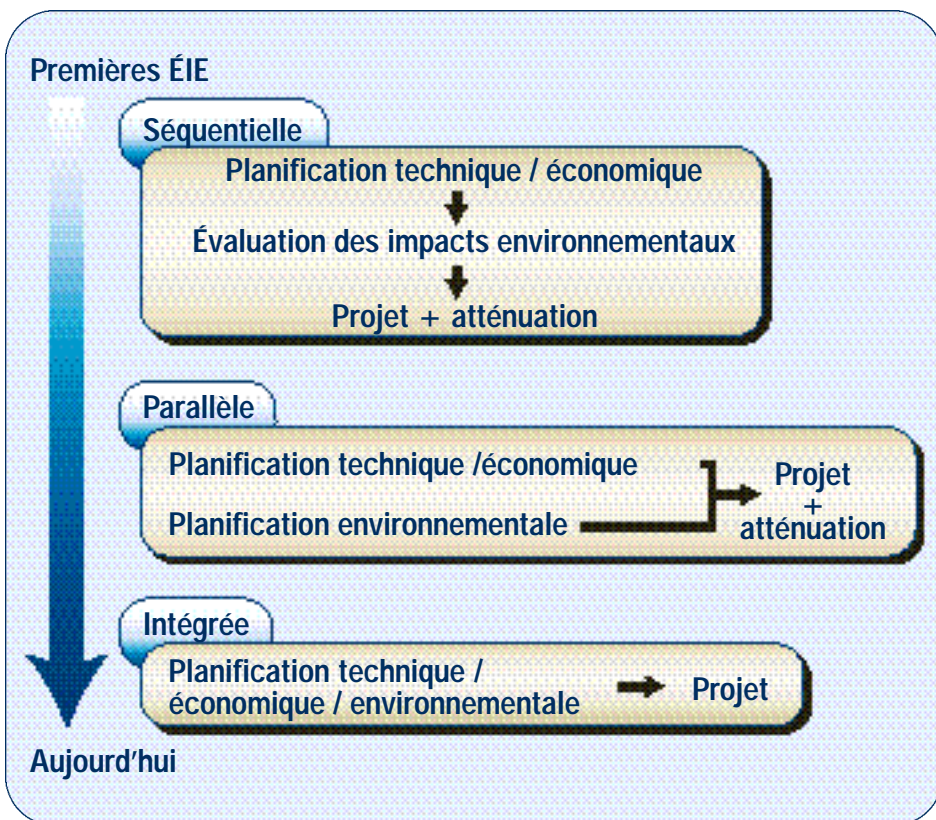 Premières ÉIE
Séquentielle
Planification technique / économique
Évaluation des impacts environnementaux
Projet + atténuation
Parallèle
Planification technique /économique
Planification environnementale
Projet
+
atténuation
Intégrée
Planification technique /
économique / environnementale
Projet
Aujourd'hui